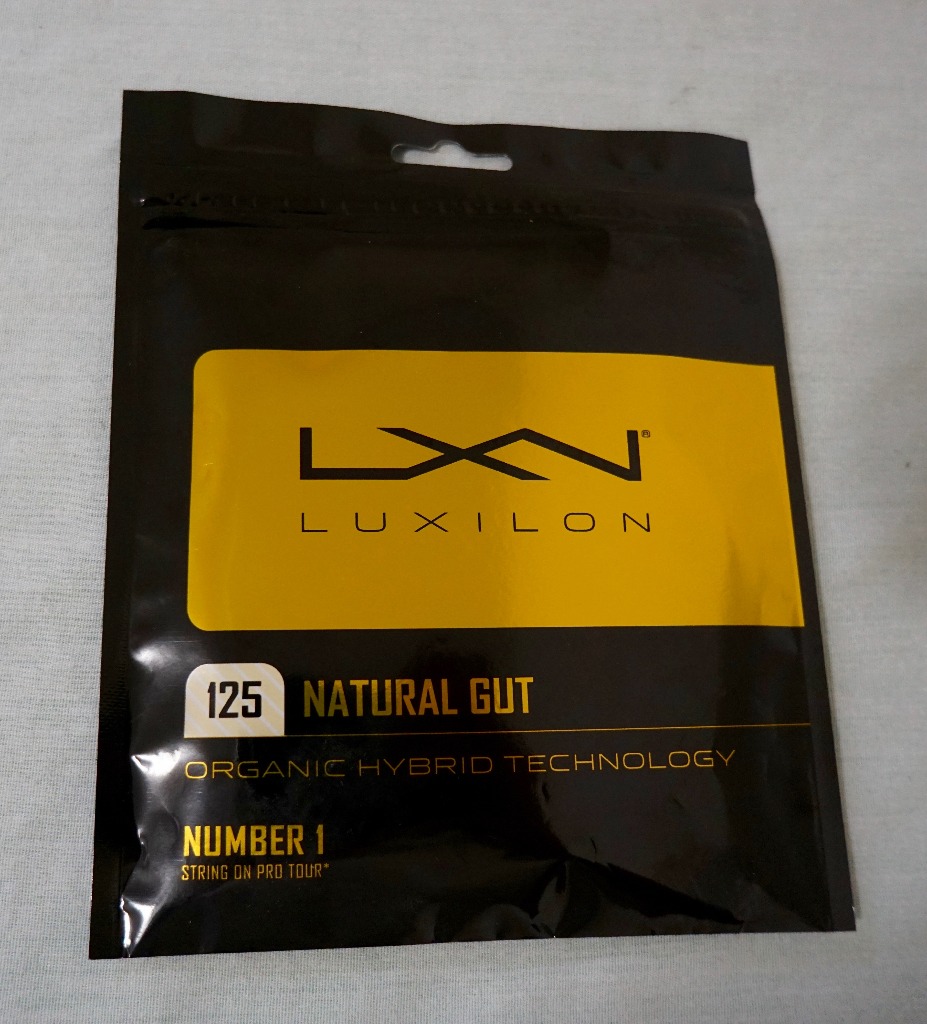 LXN®
LUXILON
125 NATURAL GUT
ORGANIC HYBRID TECHNOLOGY
NUMBER 1
STRING ON PRO TOUR*